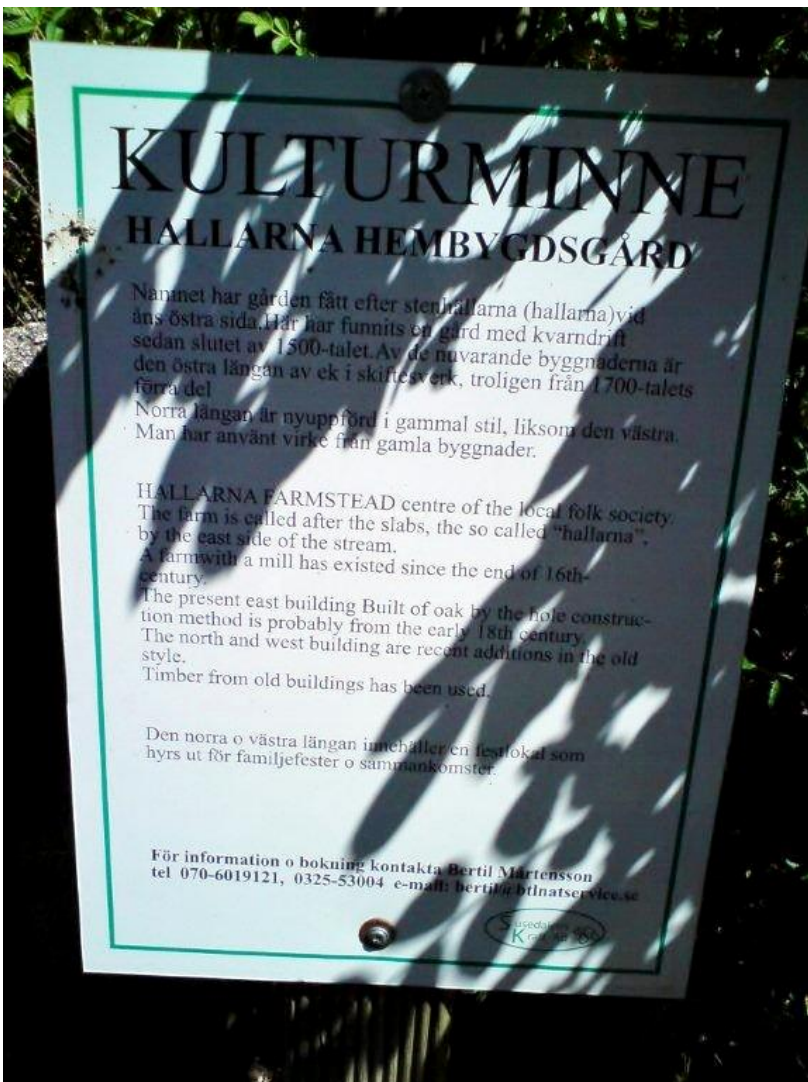 KULTURMINNE
HALLARNA HEMBYGDSGÅRD
Namnet har gården fått efter stenhällarna (hallarna)vid
åns östra sida.Här har funnits en gård med kvarndrift
sedan slutet av 1500-talet.Av de nuvarande byggnaderna är
den östra längan av ek i skiftesverk, troligen från 1700-talets
förra del
Norra längan är nyuppförd i gammal stil, liksom den västra.
Man har använt virke från gamla byggnader.
HALLARNA FARMSTEAD centre of the local folk society.
The farm is called after the slabs, the so called "hallarna",
by the east side of the stream.
A farmwith a mill has existed since the end of 16th-
century.
The present east building Built of oak by the hole construc-
tion method is probably from the early 18th century.
The north and west building are recent additions in the old
style.
Timber from old buildings has been used.
Den norra o västra längan innehåller en festlokal som
hyrs ut för familjefester o sammankomster.
För information o bokning kontakta Bertil Mårtensson
tel 070-6019121, 0325-53004 e-mail: bertil@btlnatservice.se